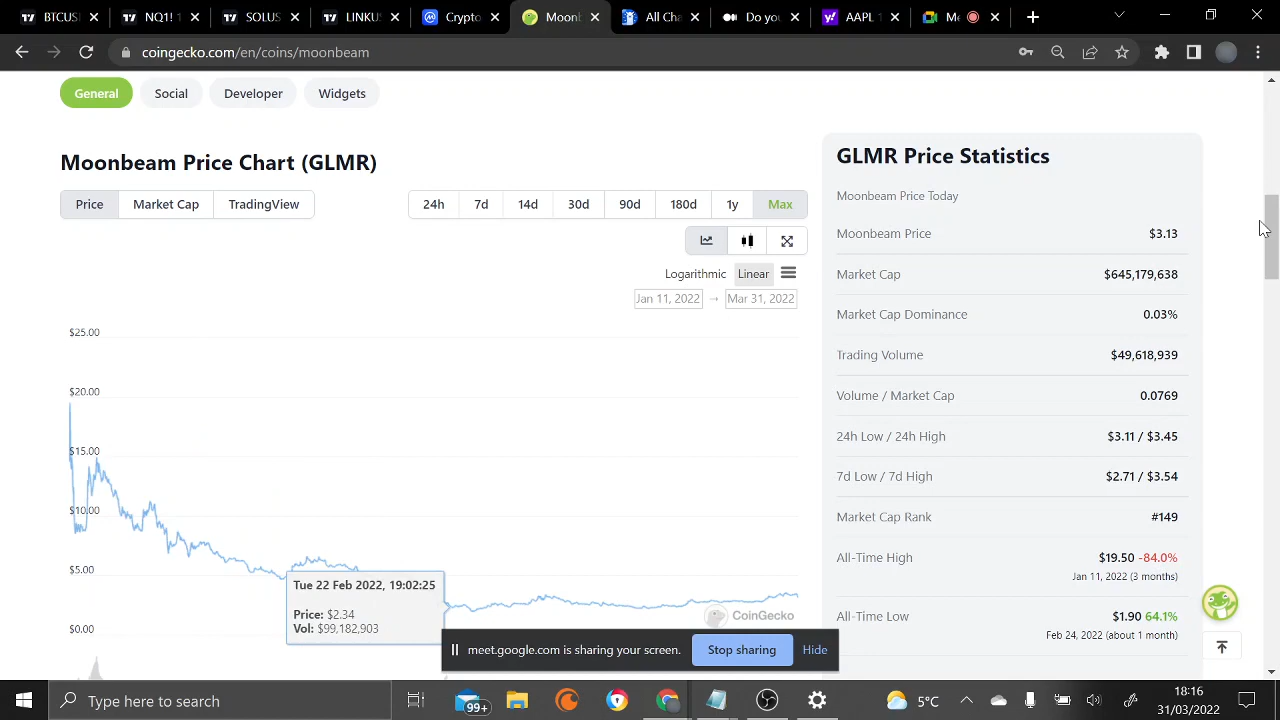 BTCUS
NQ1! 1
SOLUS
LINKUS
Crypto
Moonb
All Cha
Do you
AAPL 1
Me
coingecko.com/en/coins/moonbeam
General
Social
Developer
Widgets
Moonbeam Price Chart (GLMR)
Price
Market Cap
TradingView
24h
7d
14d
30d
90d
180d
1y
Max
Logarithmic
Linear
Jan 11, 2022 → Mar 31, 2022
$25.00
$20.00
$15.00
$10.00
$5.00
$0.00
Tue 22 Feb 2022, 19:02:25
Price: $2.34
Vol: $99,182,903
CoinGecko
GLMR Price Statistics
Moonbeam Price Today
Moonbeam Price $3.13
Market Cap $645,179,638
Market Cap Dominance 0.03%
Trading Volume $49,618,939
Volume / Market Cap 0.0769
24h Low / 24h High $3.11 / $3.45
7d Low / 7d High $2.71 / $3.54
Market Cap Rank #149
All-Time High $19.50 -84.0%
Jan 11, 2022 (3 months)
All-Time Low $1.90 64.1%
Feb 24, 2022 (about 1 month)
meet.google.com is sharing your screen.
Stop sharing
Hide
Type here to search
99+
5°C
18:16
31/03/2022